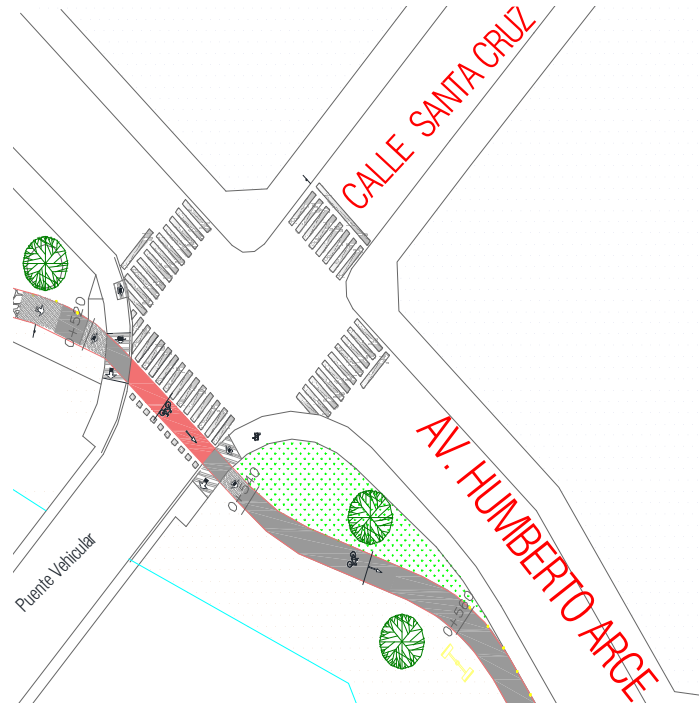 CALLE SANTA CRUZ
0+520
0+540
AV. HUMBERTO ARCE
Puente Vehicular
0+560